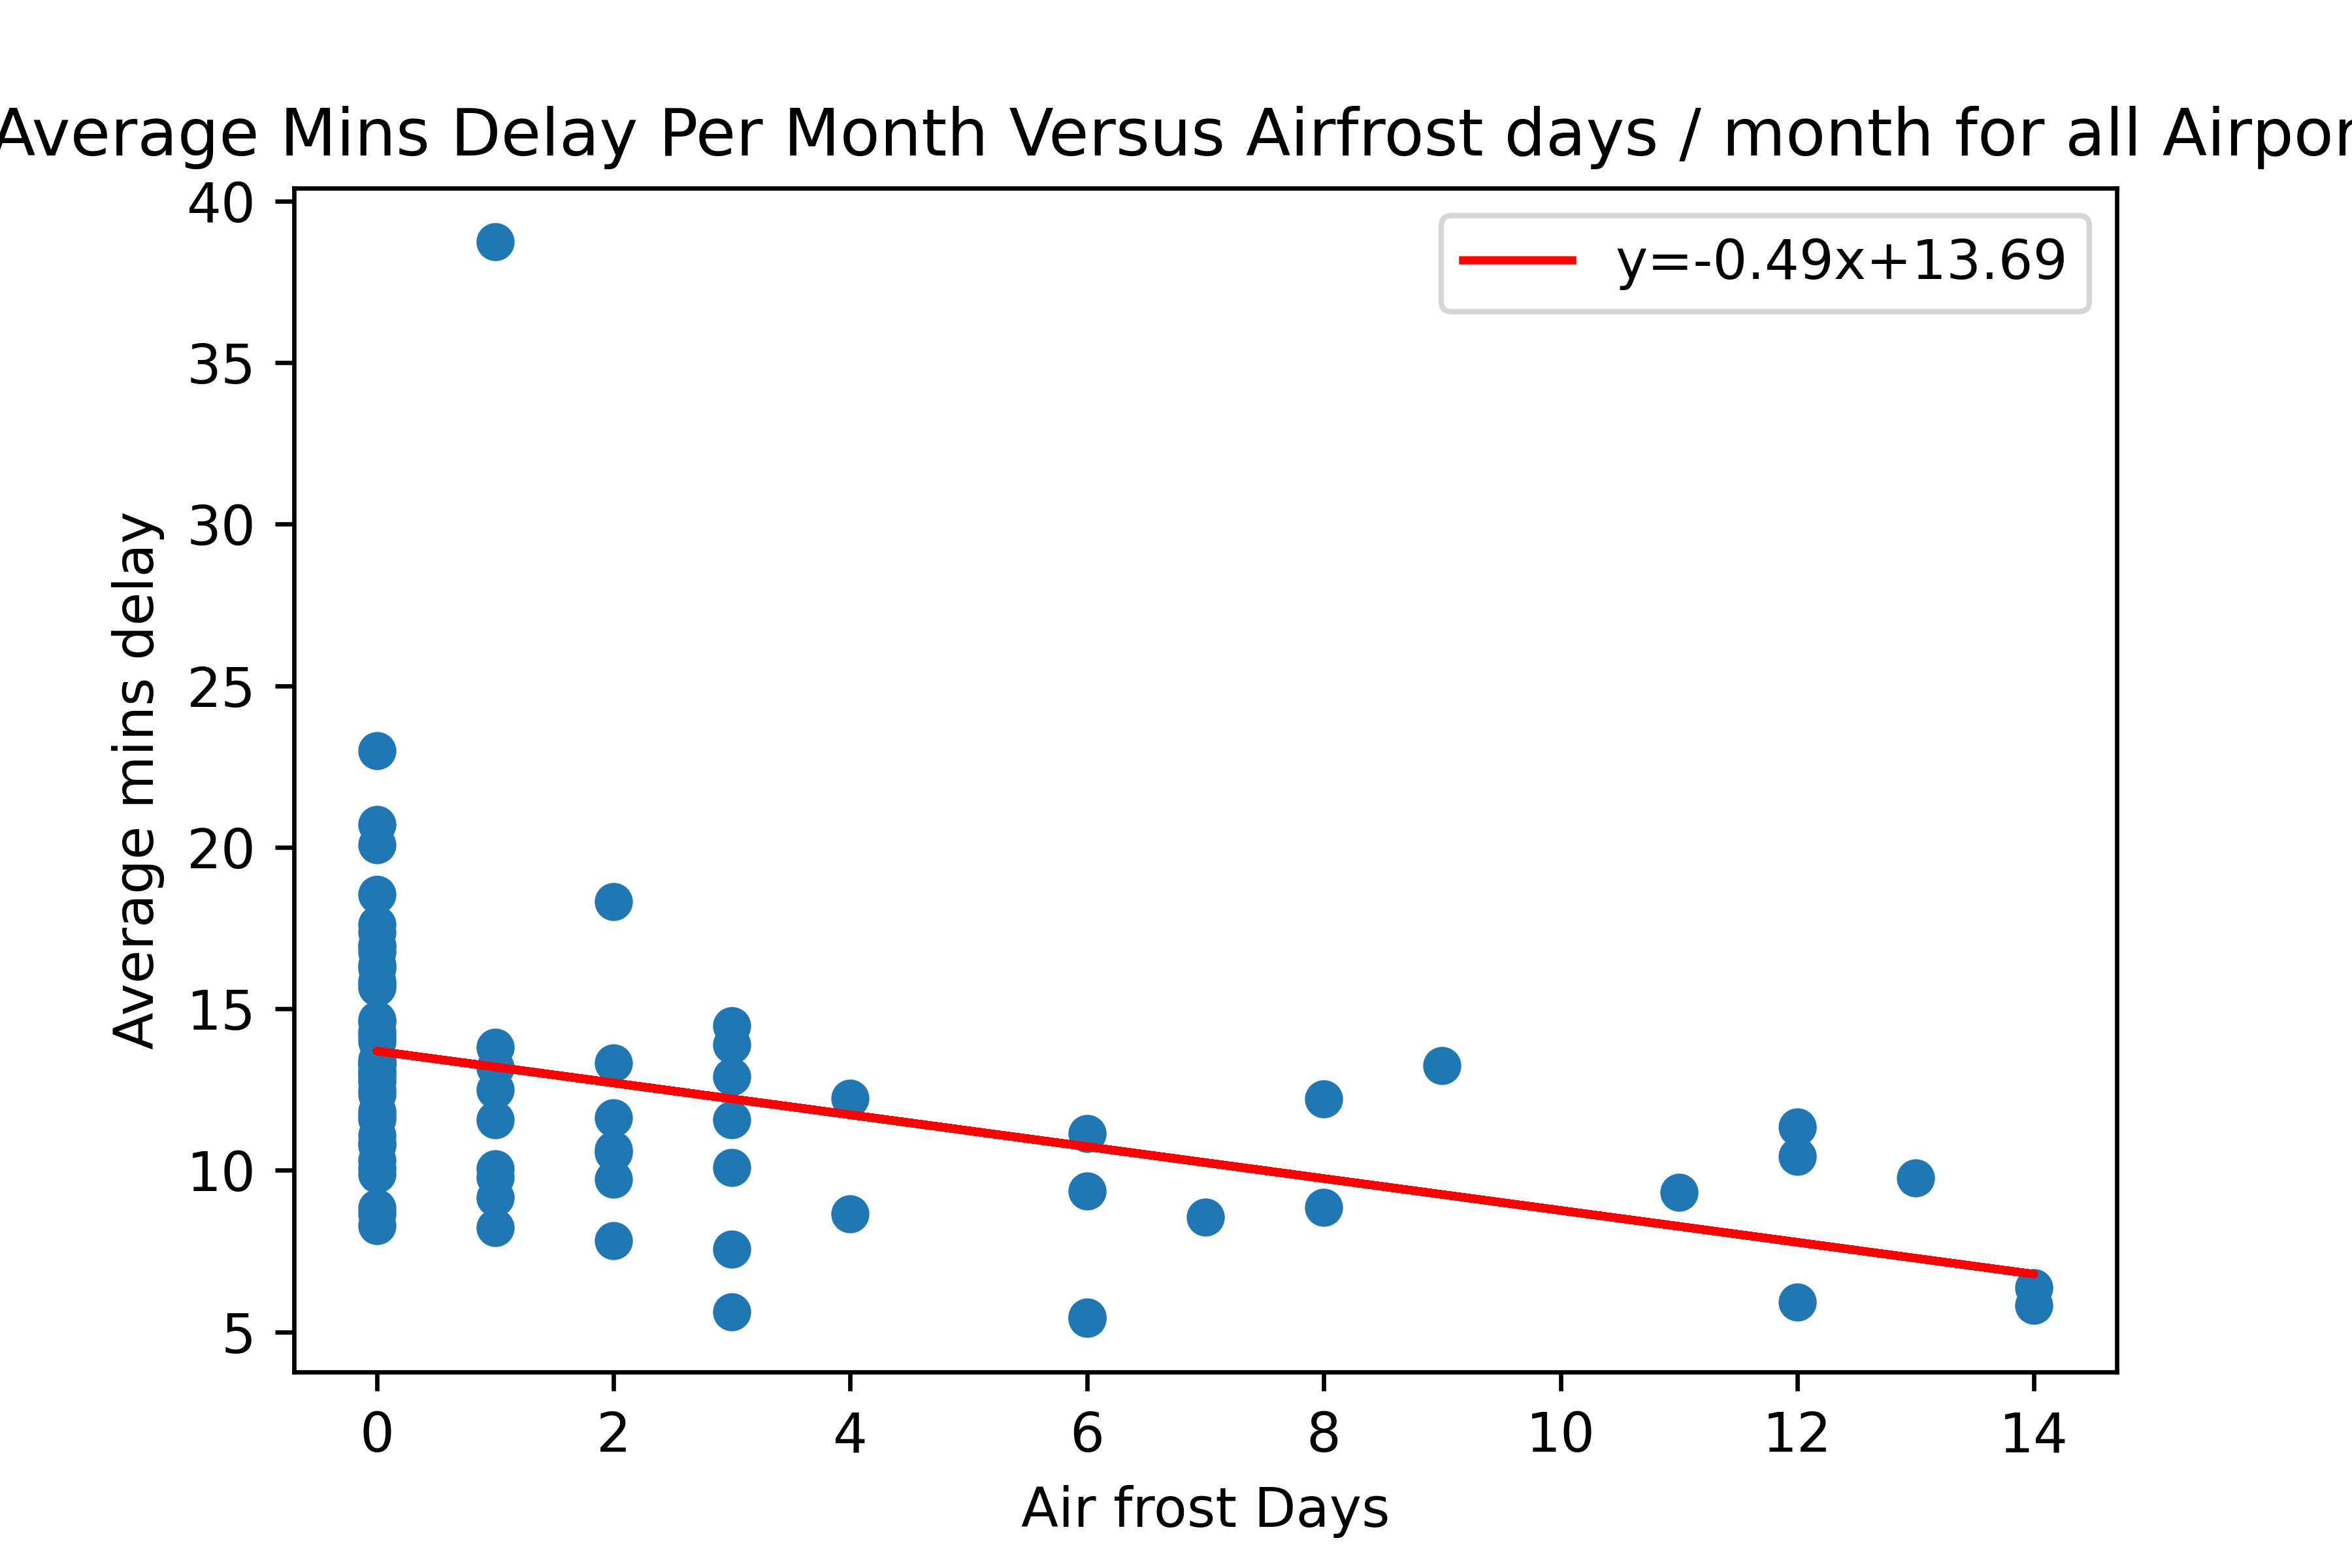 Average Mins Delay Per Month Versus Airfrost days / month for all Airpor
y=-0.49x+13.69
Average mins delay
40
35
30
25
20
15
10
5
0 2 4 6 8 10 12 14
Air frost Days